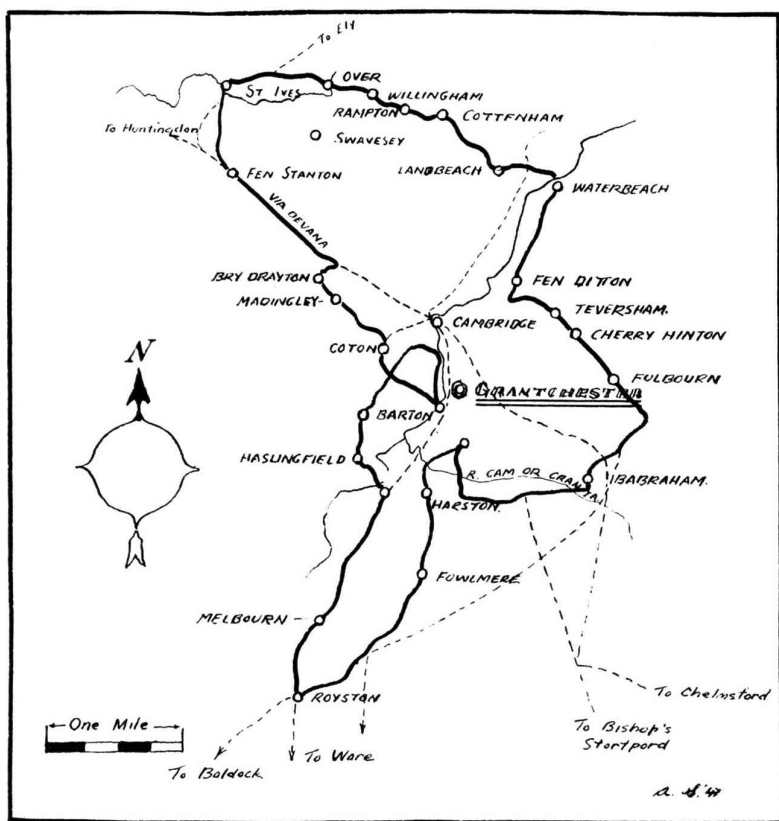 To Ely
OVER
ST IVES
WILLINGHAM
RAMPTON
COTTENHAM
To Huntingdon
SWAVESEY
LANDBEACH
FEN STANTON
WATERBEACH
VIA DEVANA
BRY DRAYTON
FEN DITTON
MADINGLEY
TEVERSHAM.
CAMBRIDGE
CHERRY HINTON
COTON
N
FULBOURN
GRANTCHESTER
BARTON
HASLINGFIELD
R. CAM OR GRANTA
BABRAHAM.
HARSTON.
FOWLMERE
MELBOURN
ROYSTON
To Chelmsford
One Mile
To Bishop's
Stortpord
To Ware
To Baldock